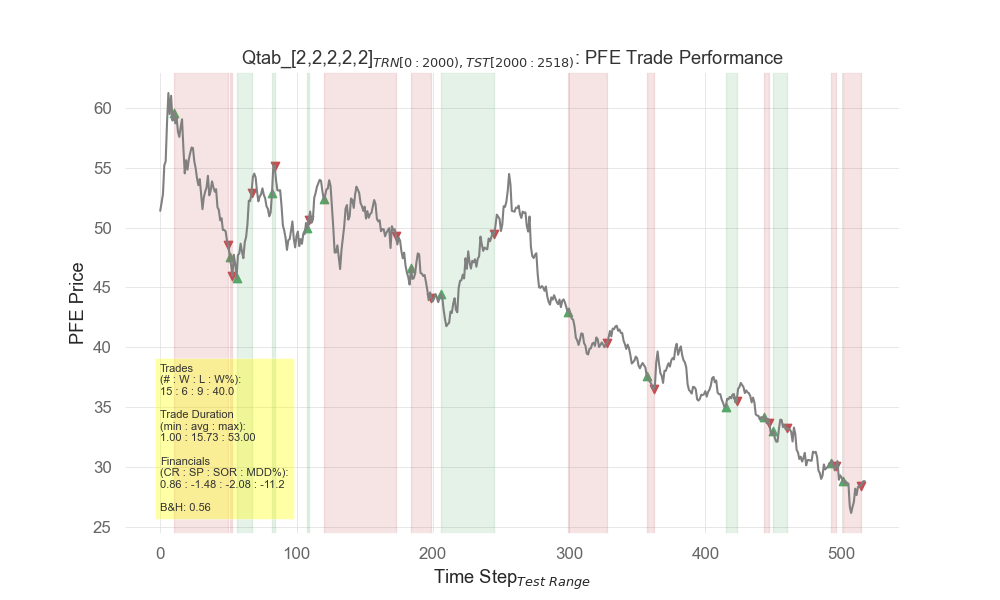 Qtab_[2,2,2,2,2]TRN[0 : 2000), TST[2000 : 2518): PFE Trade Performance
PFE Price
60
55
50
45
40
35
30
25
Trades
(# : W : L : W%):
15 : 6 : 9 : 40.0
Trade Duration
(min : avg : max):
1.00 : 15.73 : 53.00
Financials
(CR : SP : SOR : MDD%):
0.86 : -1.48 : -2.08 : -11.2
B&H: 0.56
0 100 200 300 400 500
Time StepTest Range